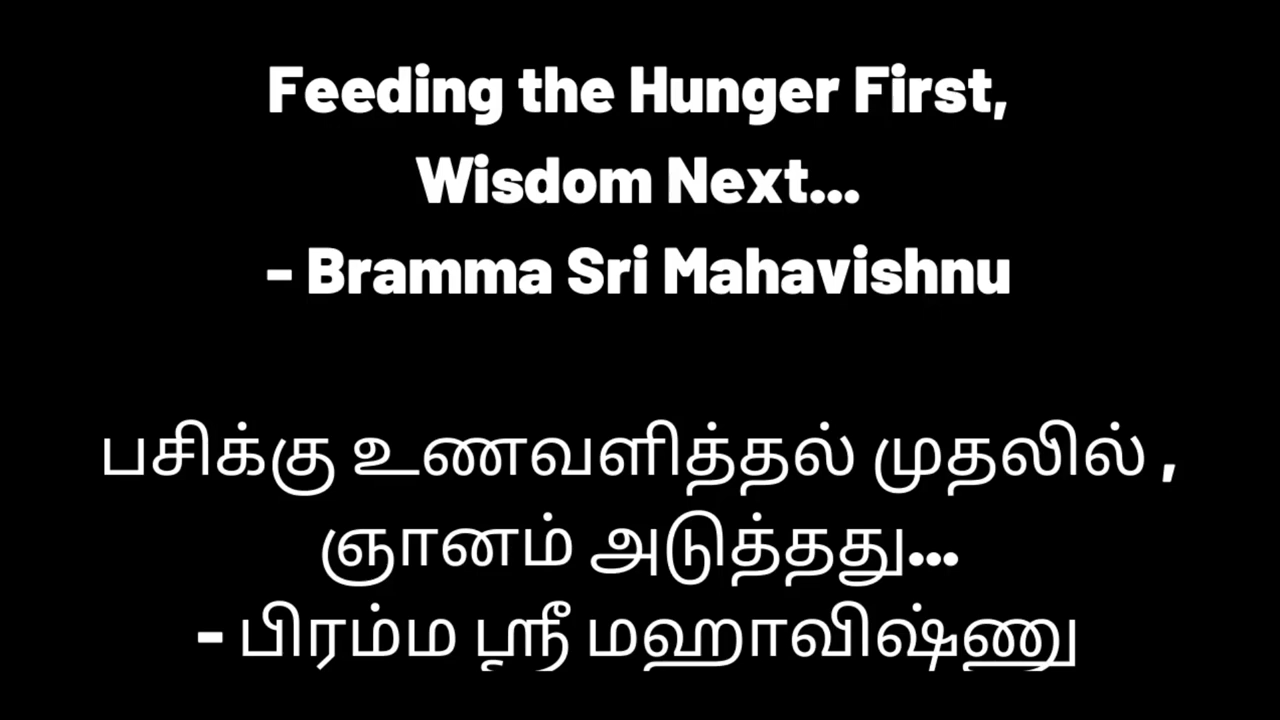 Feeding the Hunger First,
Wisdom Next...
- Bramma Sri Mahavishnu
பசிக்கு உணவளித்தல் முதலில் ,
ஞானம் அடுத்தது...
- பிரம்ம ஸ்ரீ மஹாவிஷ்ணு